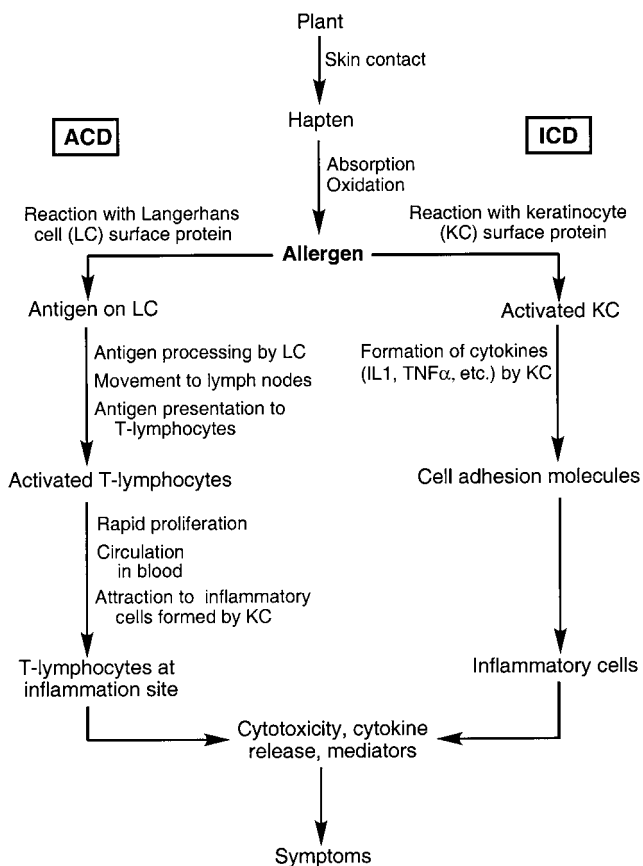 Plant
Skin contact
Hapten
ACD
ICD
Absorption
Oxidation
Reaction with Langerhans
cell (LC) surface protein
Reaction with keratinocyte
(KC) surface protein
Allergen
Antigen on LC
Activated KC
Antigen processing by LC
Movement to lymph nodes
Antigen presentation to
T-lymphocytes
Formation of cytokines
(IL1, TNFα, etc.) by KC
Activated T-lymphocytes
Cell adhesion molecules
Rapid proliferation
Circulation
in blood
Attraction to inflammatory
cells formed by KC
T-lymphocytes at
inflammation site
Inflammatory cells
Cytotoxicity, cytokine
release, mediators
Symptoms